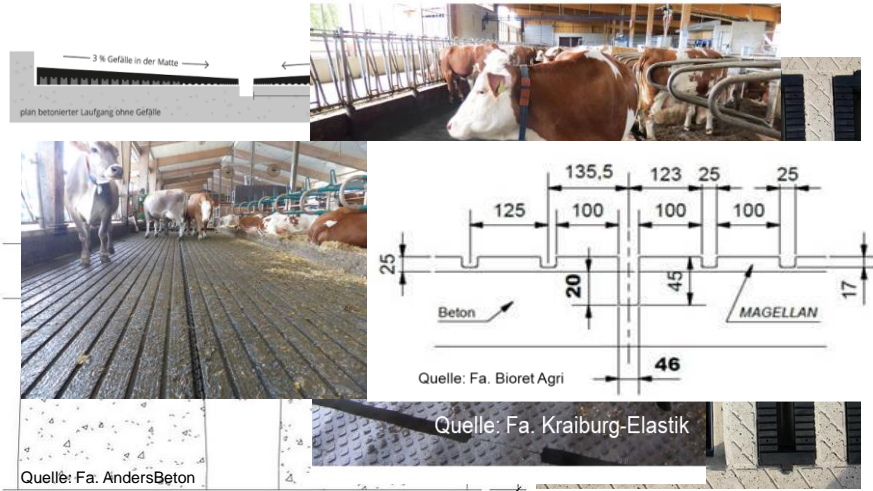 3 % Gefälle in der Matte
plan betonierter Laufgang ohne Gefälle
135,5 123 25 25
125 100 100 100
25 20 45 17
Beton MAGELLAN
46
Quelle: Fa. Bioret Agri
Quelle: Fa. Kraiburg-Elastik
Quelle: Fa. AndersBeton